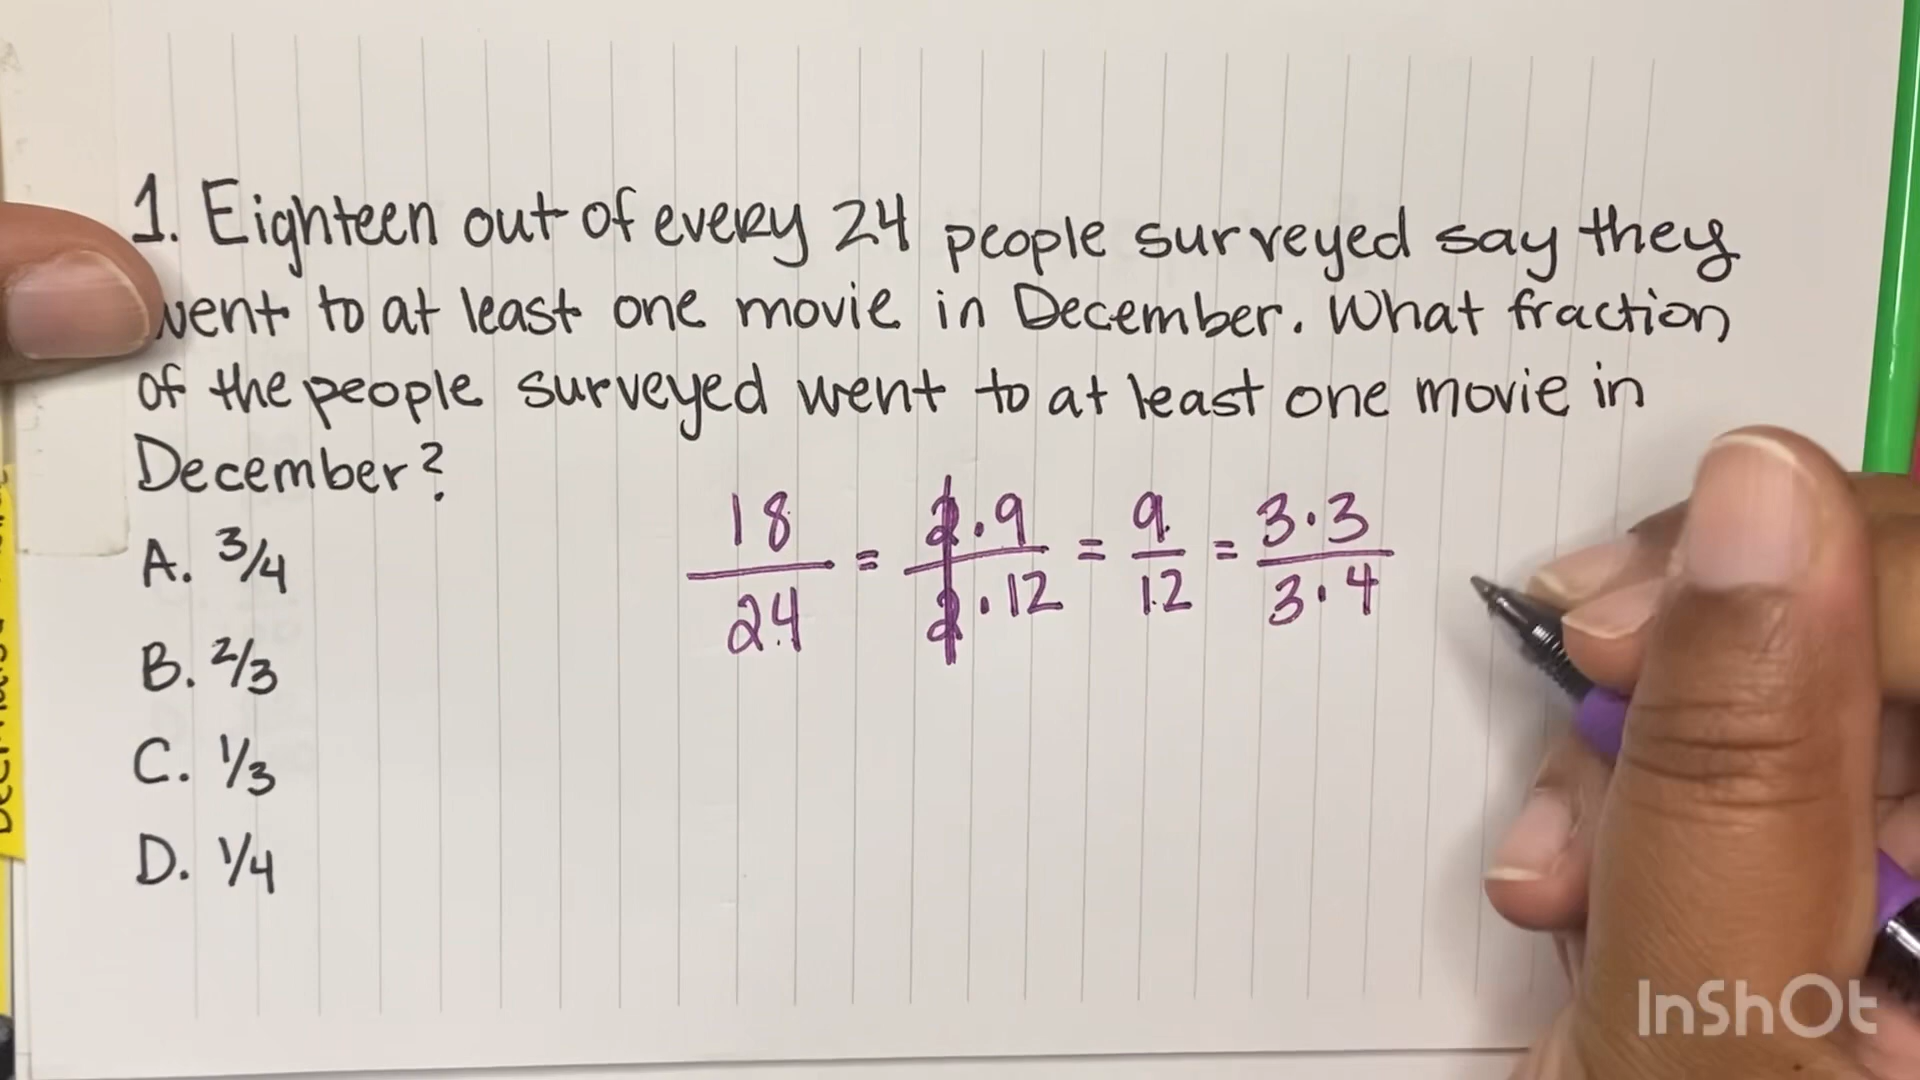 1. Eighteen out of every 24 people surveyed say they
went to at least one movie in December. What fraction
of the people surveyed went to at least one movie in
December?
18/24 = 2·9/2·12 = 9/12 = 3·3/3·4
A. 3/4
B. 2/3
C. 1/3
D. 1/4
InShOt